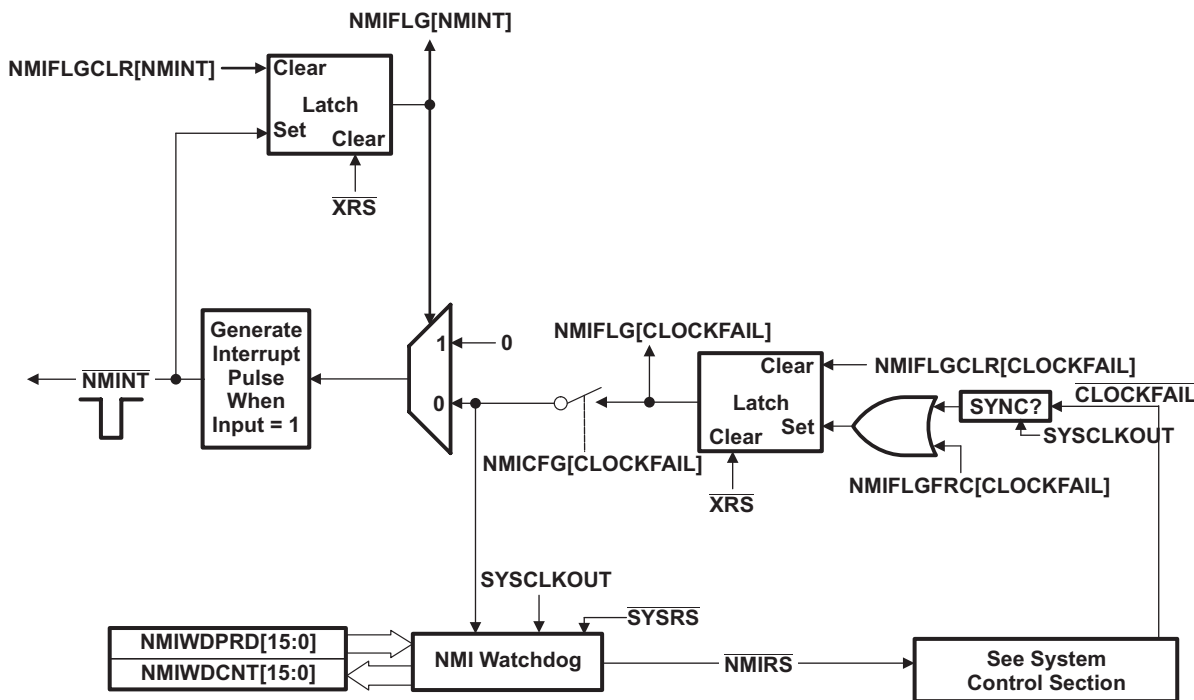 NMIFLG[NMINT]
NMIFLGCLR[NMINT]
Clear
Latch
Set
Clear
XRS
Generate
Interrupt
Pulse
When
Input = 1
NMINT
1
0
0
NMIFLG[CLOCKFAIL]
NMICFG[CLOCKFAIL]
Clear
Latch
Clear
Set
XRS
NMIFLGCLR[CLOCKFAIL]
CLOCKFAIL
SYNC?
SYSCLKOUT
NMIFLGFRC[CLOCKFAIL]
SYSCLKOUT
SYSRS
NMIWDPRD[15:0]
NMIWDCNT[15:0]
NMI Watchdog
NMIRS
See System
Control Section